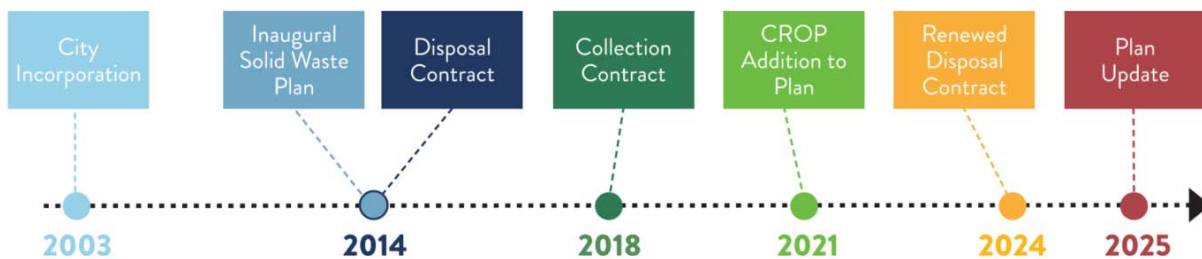 City
Incorporation
Inaugural
Solid Waste
Plan
Disposal
Contract
Collection
Contract
CROP
Addition to
Plan
Renewed
Disposal
Contract
Plan
Update
2003
2014
2018
2021
2024
2025